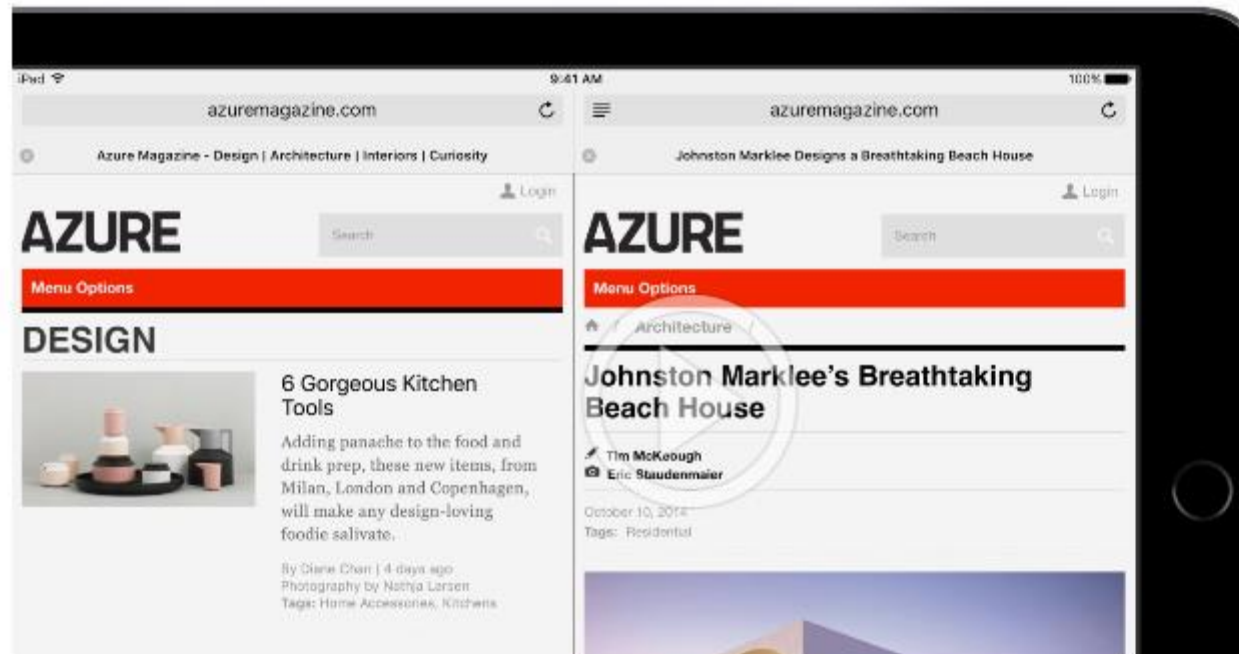 iPad
9:41 AM
100%
azuremagazine.com
Azure Magazine - Design | Architecture | Interiors | Curiosity
Login
AZURE
Search
Menu Options
DESIGN
6 Gorgeous Kitchen
Tools
Adding panache to the food and
drink prep, these new items, from
Milan, London and Copenhagen,
will make any design-loving
foodie salivate.
By Diane Chan | 4 days ago
Photography by Nathja Larsen
Tags: Home Accessories, Kitchens
azuremagazine.com
Johnston Marklee Designs a Breathtaking Beach House
Login
AZURE
Search
Menu Options
/ Architecture /
Johnston Marklee's Breathtaking
Beach House
Tim McKeough
Eric Staudenmaier
October 10, 2014
Tags: Residential